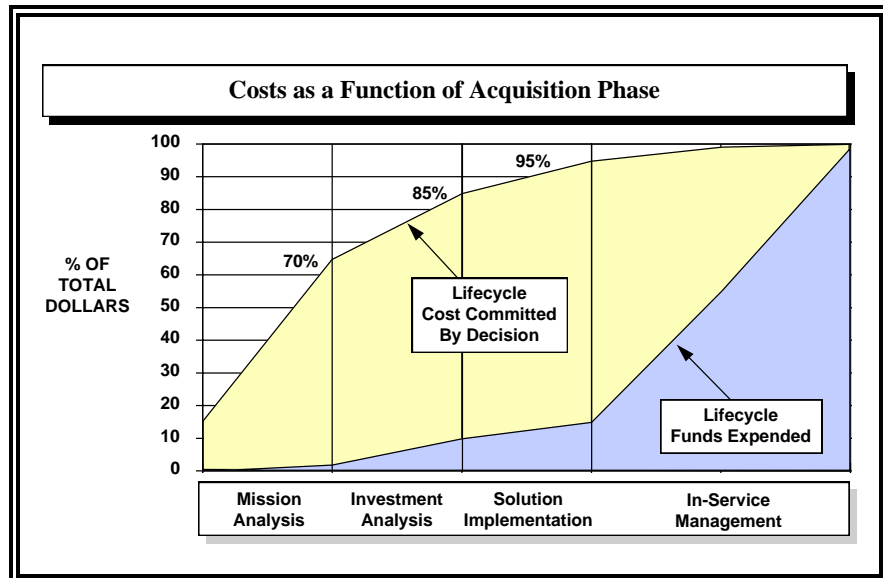 Costs as a Function of Acquisition Phase
100
90
80
70
60
50
40
30
20
10
0
% OF
TOTAL
DOLLARS
70%
85%
95%
Lifecycle
Cost Committed
By Decision
Lifecycle
Funds Expended
Mission
Analysis
Investment
Analysis
Solution
Implementation
In-Service
Management